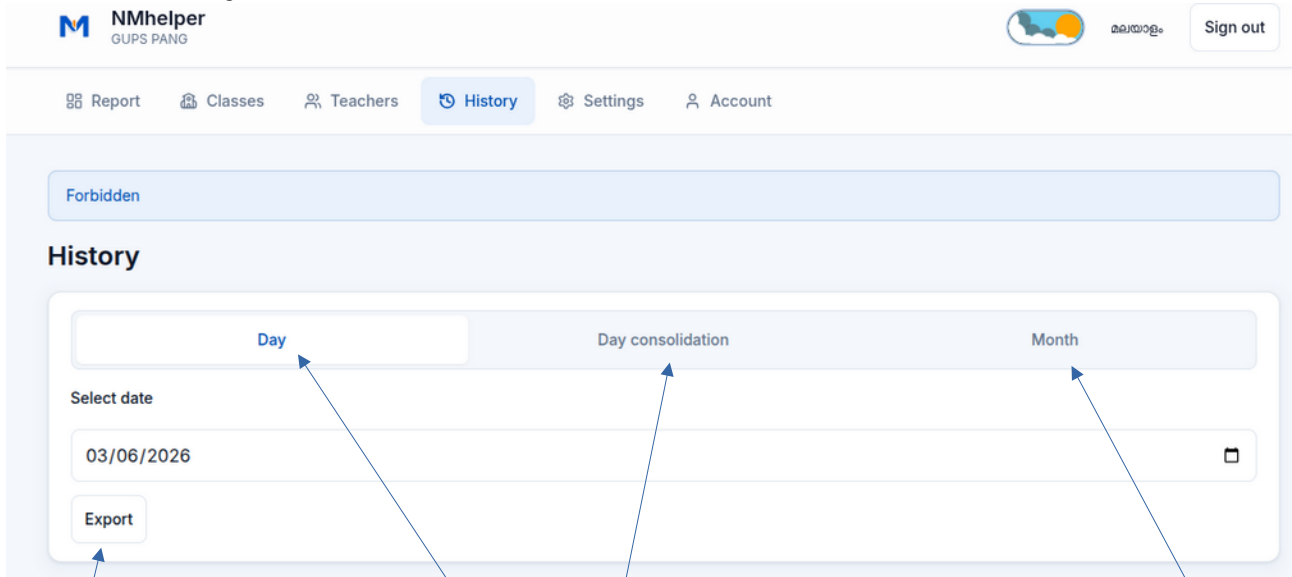 NMhelper
GUPS PANG
മലയാളം
Sign out
Report
Classes
Teachers
History
Settings
Account
Forbidden
History
Day
Day consolidation
Month
Select date
03/06/2026
Export